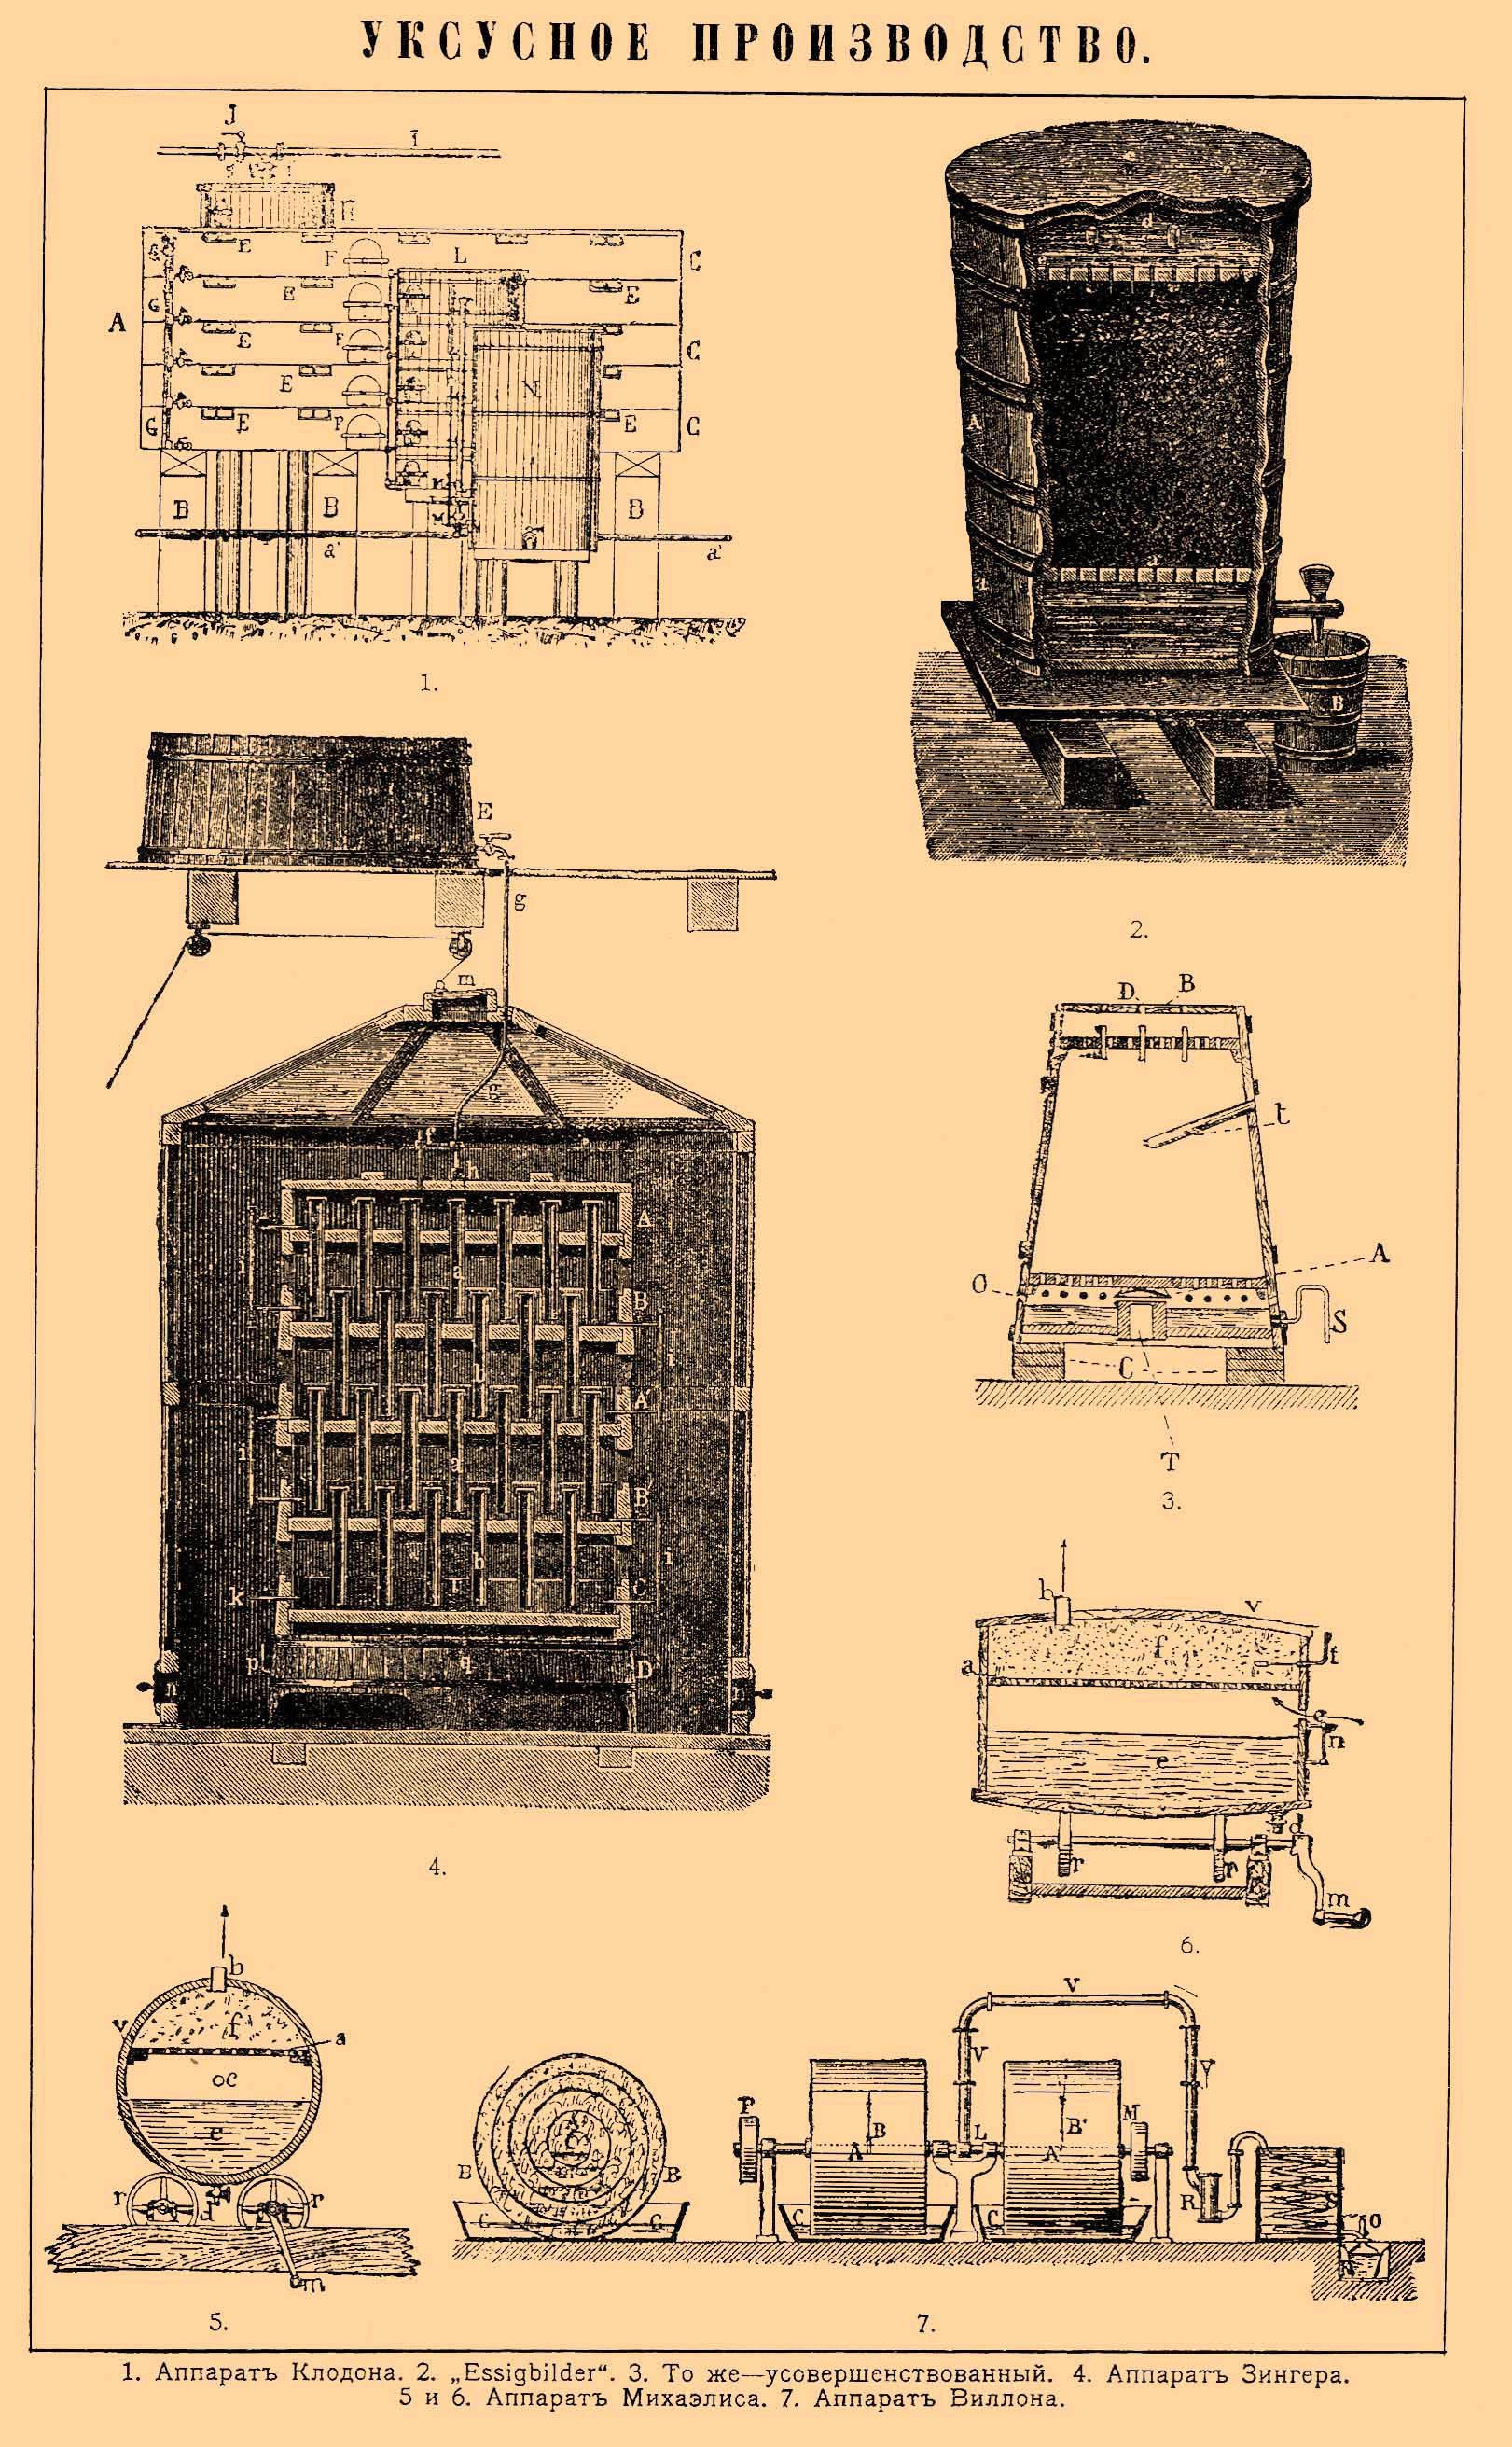 УКСУСНОЕ ПРОИЗВОДСТВО.
J
i
E
F
L
C
E
E
G
A
E
F
C
E
N
G
E
F
E
C
B
B
B
M
a'
a'
1.
d
A
B
2.
E
g
m
g
f
h
A
a
B
i
b
A'
i
a
B'
b
i
k
C
p
q
D
n
4.
D
B
t
A
O
S
C
T
3.
b
v
f
t
a
c
n
e
d
r
r
m
6.
b
v
f
a
oc
e
r
d
r
m
5.
B
B
C
C
V
V
V
P
B
A
L
B'
A'
M
C
C
R
S
O
7.
1. Аппаратъ Клодона. 2. „Essigbilder“. 3. То же—усовершенствованный. 4. Аппаратъ Зингера.
5 и 6. Аппаратъ Михаэлиса. 7. Аппаратъ Виллона.